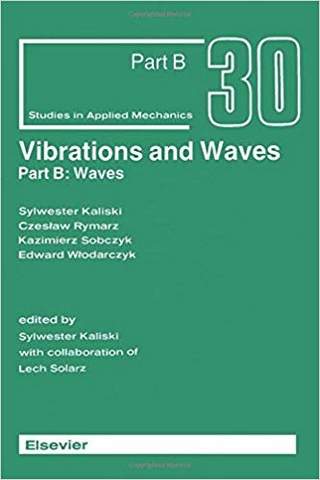 Part B
30
Studies in Applied Mechanics
Vibrations and Waves
Part B: Waves
Sylwester Kaliski
Czesław Rymarz
Kazimierz Sobczyk
Edward Włodarczyk
edited by
Sylwester Kaliski
with collaboration of
Lech Solarz
Elsevier